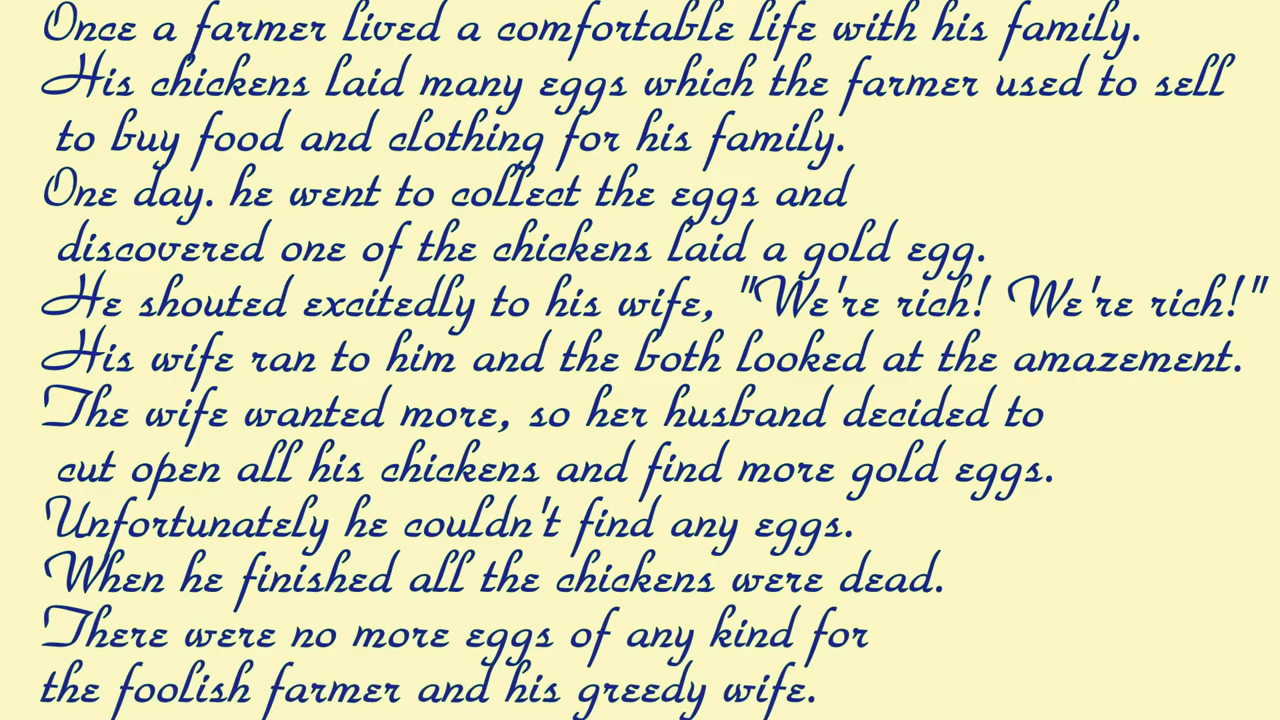 Once a farmer lived a comfortable life with his family.
His chickens laid many eggs which the farmer used to sell
to buy food and clothing for his family.
One day. he went to collect the eggs and
discovered one of the chickens laid a gold egg.
He shouted excitedly to his wife, "We're rich! We're rich!"
His wife ran to him and the both looked at the amazement.
The wife wanted more, so her husband decided to
cut open all his chickens and find more gold eggs.
Unfortunately he couldn't find any eggs.
When he finished all the chickens were dead.
There were no more eggs of any kind for
the foolish farmer and his greedy wife.